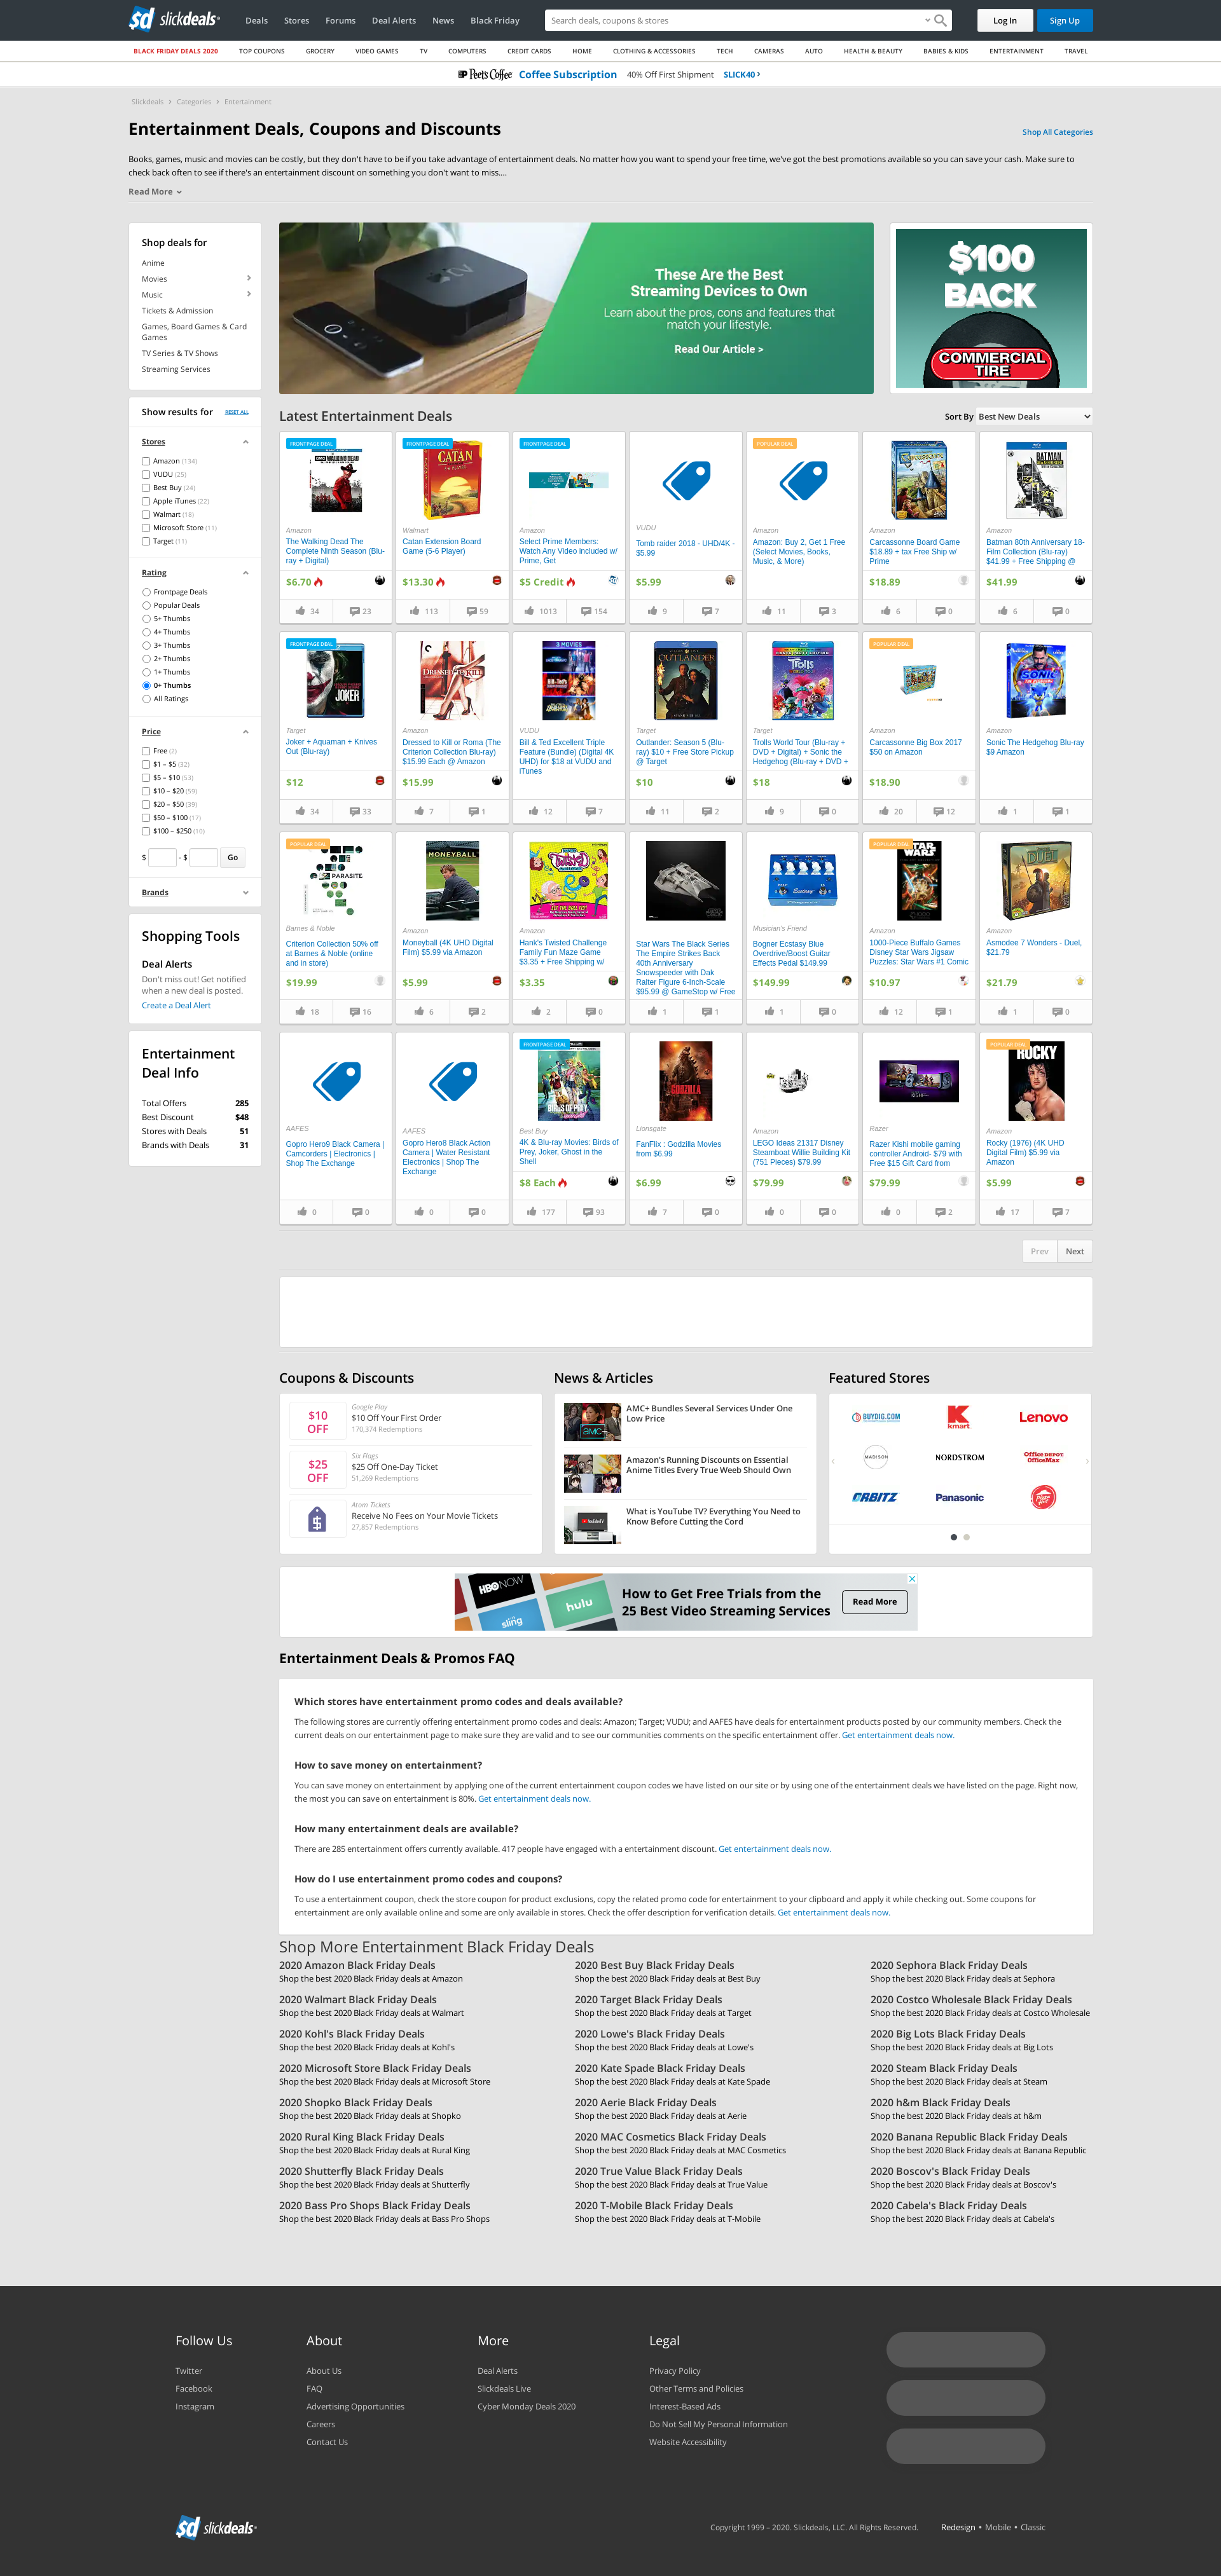 slickdeals
Deals
Stores
Forums
Deal Alerts
News
Black Friday
Search deals, coupons & stores
Log In
Sign Up
BLACK FRIDAY DEALS 2020
TOP COUPONS
GROCERY
VIDEO GAMES
TV
COMPUTERS
CREDIT CARDS
HOME
CLOTHING & ACCESSORIES
TECH
CAMERAS
AUTO
HEALTH & BEAUTY
BABIES & KIDS
ENTERTAINMENT
TRAVEL
Peet's Coffee
Coffee Subscription
40% Off First Shipment
SLICK40
Slickdeals
Categories
Entertainment
Entertainment Deals, Coupons and Discounts
Shop All Categories
Books, games, music and movies can be costly, but they don't have to be if you take advantage of entertainment deals. No matter how you want to spend your free time, we've got the best promotions available so you can save your cash. Make sure to
check back often to see if there's an entertainment discount on something you don't want to miss....
Read More
Shop deals for
Anime
Movies
Music
Tickets & Admission
Games, Board Games & Card
Games
TV Series & TV Shows
Streaming Services
These Are the Best
Streaming Devices to Own
Learn about the pros, cons and features that
match your lifestyle.
Read Our Article >
$100
BACK
COMMERCIAL
TIRE
Show results for
RESET ALL
Stores
Amazon (134)
VUDU (25)
Best Buy (24)
Apple iTunes (22)
Walmart (18)
Microsoft Store (11)
Target (11)
Rating
Frontpage Deals
Popular Deals
5+ Thumbs
4+ Thumbs
3+ Thumbs
2+ Thumbs
1+ Thumbs
0+ Thumbs
All Ratings
Price
Free (2)
$1 – $5 (32)
$5 – $10 (53)
$10 – $20 (59)
$20 – $50 (39)
$50 – $100 (17)
$100 – $250 (10)
$ - $ Go
Brands
Shopping Tools
Deal Alerts
Don't miss out! Get notified
when a new deal is posted.
Create a Deal Alert
Entertainment
Deal Info
Total Offers 285
Best Discount $48
Stores with Deals 51
Brands with Deals 31
Latest Entertainment Deals
Sort By Best New Deals
FRONTPAGE DEAL
Amazon
The Walking Dead The
Complete Ninth Season (Blu-
ray + Digital)
$6.70
34 23
FRONTPAGE DEAL
CATAN
Walmart
Catan Extension Board
Game (5-6 Player)
$13.30
113 59
FRONTPAGE DEAL
Amazon
Select Prime Members:
Watch Any Video included w/
Prime, Get
$5 Credit
1013 154
VUDU
Tomb raider 2018 - UHD/4K -
$5.99
$5.99
9 7
POPULAR DEAL
Amazon
Amazon: Buy 2, Get 1 Free
(Select Movies, Books,
Music, & More)
11 3
Amazon
Carcassonne Board Game
$18.89 + tax Free Ship w/
Prime
$18.89
6 0
BATMAN
Amazon
Batman 80th Anniversary 18-
Film Collection (Blu-ray)
$41.99 + Free Shipping @
$41.99
6 0
FRONTPAGE DEAL
JOKER
Target
Joker + Aquaman + Knives
Out (Blu-ray)
$12
34 33
DRESSED TO KILL
Amazon
Dressed to Kill or Roma (The
Criterion Collection Blu-ray)
$15.99 Each @ Amazon
$15.99
7 1
3 MOVIES
VUDU
Bill & Ted Excellent Triple
Feature (Bundle) (Digital 4K
UHD) for $18 at VUDU and
iTunes
12 7
OUTLANDER
Target
Outlander: Season 5 (Blu-
ray) $10 + Free Store Pickup
@ Target
$10
11 2
Trolls
Target
Trolls World Tour (Blu-ray +
DVD + Digital) + Sonic the
Hedgehog (Blu-ray + DVD +
$18
9 0
POPULAR DEAL
Amazon
Carcassonne Big Box 2017
$50 on Amazon
$18.90
20 12
SONIC
Amazon
Sonic The Hedgehog Blu-ray
$9 Amazon
1 1
POPULAR DEAL
PARASITE
Barnes & Noble
Criterion Collection 50% off
at Barnes & Noble (online
and in store)
$19.99
18 16
MONEYBALL
Amazon
Moneyball (4K UHD Digital
Film) $5.99 via Amazon
$5.99
6 2
Twisted
Amazon
Hank's Twisted Challenge
Family Fun Maze Game
$3.35 + Free Shipping w/
$3.35
2 0
Star Wars The Black Series
The Empire Strikes Back
40th Anniversary
Snowspeeder with Dak
Ralter Figure 6-Inch-Scale
$95.99 @ GameStop w/ Free
1 1
Ecstasy
Musician's Friend
Bogner Ecstasy Blue
Overdrive/Boost Guitar
Effects Pedal $149.99
$149.99
1 0
POPULAR DEAL
STAR WARS
Amazon
1000-Piece Buffalo Games
Disney Star Wars Jigsaw
Puzzles: Star Wars #1 Comic
$10.97
12 1
DUEL
Amazon
Asmodee 7 Wonders - Duel,
$21.79
$21.79
1 0
AAFES
Gopro Hero9 Black Camera |
Camcorders | Electronics |
Shop The Exchange
0 0
AAFES
Gopro Hero8 Black Action
Camera | Water Resistant
Electronics | Shop The
Exchange
0 0
FRONTPAGE DEAL
BIRDS OF PREY
Best Buy
4K & Blu-ray Movies: Birds of
Prey, Joker, Ghost in the
Shell
$8 Each
177 93
GODZILLA
Lionsgate
FanFlix : Godzilla Movies
from $6.99
$6.99
7 0
Amazon
LEGO Ideas 21317 Disney
Steamboat Willie Building Kit
(751 Pieces) $79.99
$79.99
0 0
KISHI
Razer
Razer Kishi mobile gaming
controller Android- $79 with
Free $15 Gift Card from
$79.99
0 2
POPULAR DEAL
ROCKY
Amazon
Rocky (1976) (4K UHD
Digital Film) $5.99 via
Amazon
$5.99
17 7
Prev
Next
Coupons & Discounts
$10
OFF
Google Play
$10 Off Your First Order
170,374 Redemptions
$25
OFF
Six Flags
$25 Off One-Day Ticket
51,269 Redemptions
Atom Tickets
Receive No Fees on Your Movie Tickets
27,857 Redemptions
News & Articles
aMC+
AMC+ Bundles Several Services Under One
Low Price
Amazon's Running Discounts on Essential
Anime Titles Every True Weeb Should Own
YouTube TV
What is YouTube TV? Everything You Need to
Know Before Cutting the Cord
Featured Stores
BUYDIG.COM
kmart
Lenovo
MADISON
NORDSTROM
Office DEPOT
OfficeMax
ORBITZ
Panasonic
Pizza Hut
HBO NOW
hulu
sling
How to Get Free Trials from the
25 Best Video Streaming Services
Read More
Entertainment Deals & Promos FAQ
Which stores have entertainment promo codes and deals available?
The following stores are currently offering entertainment promo codes and deals: Amazon; Target; VUDU; and AAFES have deals for entertainment products posted by our community members. Check the
current deals on our entertainment page to make sure they are valid and to see our communities comments on the specific entertainment offer. Get entertainment deals now.
How to save money on entertainment?
You can save money on entertainment by applying one of the current entertainment coupon codes we have listed on our site or by using one of the entertainment deals we have listed on the page. Right now,
the most you can save on entertainment is 80%. Get entertainment deals now.
How many entertainment deals are available?
There are 285 entertainment offers currently available. 417 people have engaged with a entertainment discount. Get entertainment deals now.
How do I use entertainment promo codes and coupons?
To use a entertainment coupon, check the store coupon for product exclusions, copy the related promo code for entertainment to your clipboard and apply it while checking out. Some coupons for
entertainment are only available online and some are only available in stores. Check the offer description for verification details. Get entertainment deals now.
Shop More Entertainment Black Friday Deals
2020 Amazon Black Friday Deals
Shop the best 2020 Black Friday deals at Amazon
2020 Best Buy Black Friday Deals
Shop the best 2020 Black Friday deals at Best Buy
2020 Sephora Black Friday Deals
Shop the best 2020 Black Friday deals at Sephora
2020 Walmart Black Friday Deals
Shop the best 2020 Black Friday deals at Walmart
2020 Target Black Friday Deals
Shop the best 2020 Black Friday deals at Target
2020 Costco Wholesale Black Friday Deals
Shop the best 2020 Black Friday deals at Costco Wholesale
2020 Kohl's Black Friday Deals
Shop the best 2020 Black Friday deals at Kohl's
2020 Lowe's Black Friday Deals
Shop the best 2020 Black Friday deals at Lowe's
2020 Big Lots Black Friday Deals
Shop the best 2020 Black Friday deals at Big Lots
2020 Microsoft Store Black Friday Deals
Shop the best 2020 Black Friday deals at Microsoft Store
2020 Kate Spade Black Friday Deals
Shop the best 2020 Black Friday deals at Kate Spade
2020 Steam Black Friday Deals
Shop the best 2020 Black Friday deals at Steam
2020 Shopko Black Friday Deals
Shop the best 2020 Black Friday deals at Shopko
2020 Aerie Black Friday Deals
Shop the best 2020 Black Friday deals at Aerie
2020 h&m Black Friday Deals
Shop the best 2020 Black Friday deals at h&m
2020 Rural King Black Friday Deals
Shop the best 2020 Black Friday deals at Rural King
2020 MAC Cosmetics Black Friday Deals
Shop the best 2020 Black Friday deals at MAC Cosmetics
2020 Banana Republic Black Friday Deals
Shop the best 2020 Black Friday deals at Banana Republic
2020 Shutterfly Black Friday Deals
Shop the best 2020 Black Friday deals at Shutterfly
2020 True Value Black Friday Deals
Shop the best 2020 Black Friday deals at True Value
2020 Boscov's Black Friday Deals
Shop the best 2020 Black Friday deals at Boscov's
2020 Bass Pro Shops Black Friday Deals
Shop the best 2020 Black Friday deals at Bass Pro Shops
2020 T-Mobile Black Friday Deals
Shop the best 2020 Black Friday deals at T-Mobile
2020 Cabela's Black Friday Deals
Shop the best 2020 Black Friday deals at Cabela's
Follow Us
Twitter
Facebook
Instagram
About
About Us
FAQ
Advertising Opportunities
Careers
Contact Us
More
Deal Alerts
Slickdeals Live
Cyber Monday Deals 2020
Legal
Privacy Policy
Other Terms and Policies
Interest-Based Ads
Do Not Sell My Personal Information
Website Accessibility
slickdeals
Copyright 1999 – 2020. Slickdeals, LLC. All Rights Reserved.
Redesign • Mobile • Classic